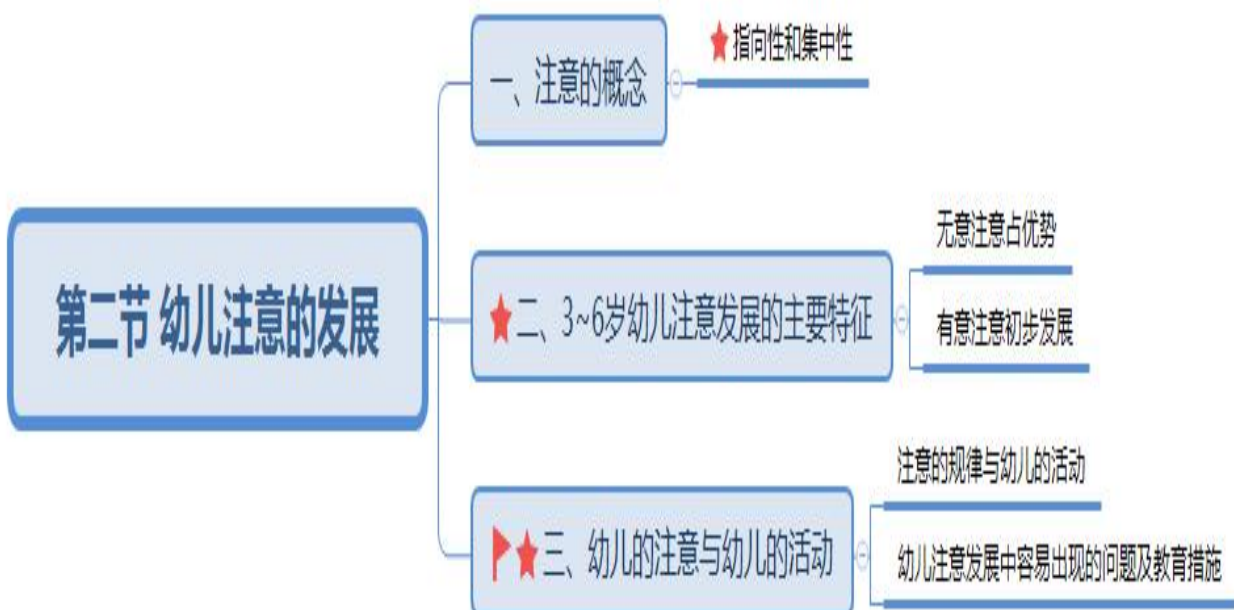 第二节 幼儿注意的发展
一、注意的概念
指向性和集中性
二、3~6岁幼儿注意发展的主要特征
无意注意占优势
有意注意初步发展
三、幼儿的注意与幼儿的活动
注意的规律与幼儿的活动
幼儿注意发展中容易出现的问题及教育措施